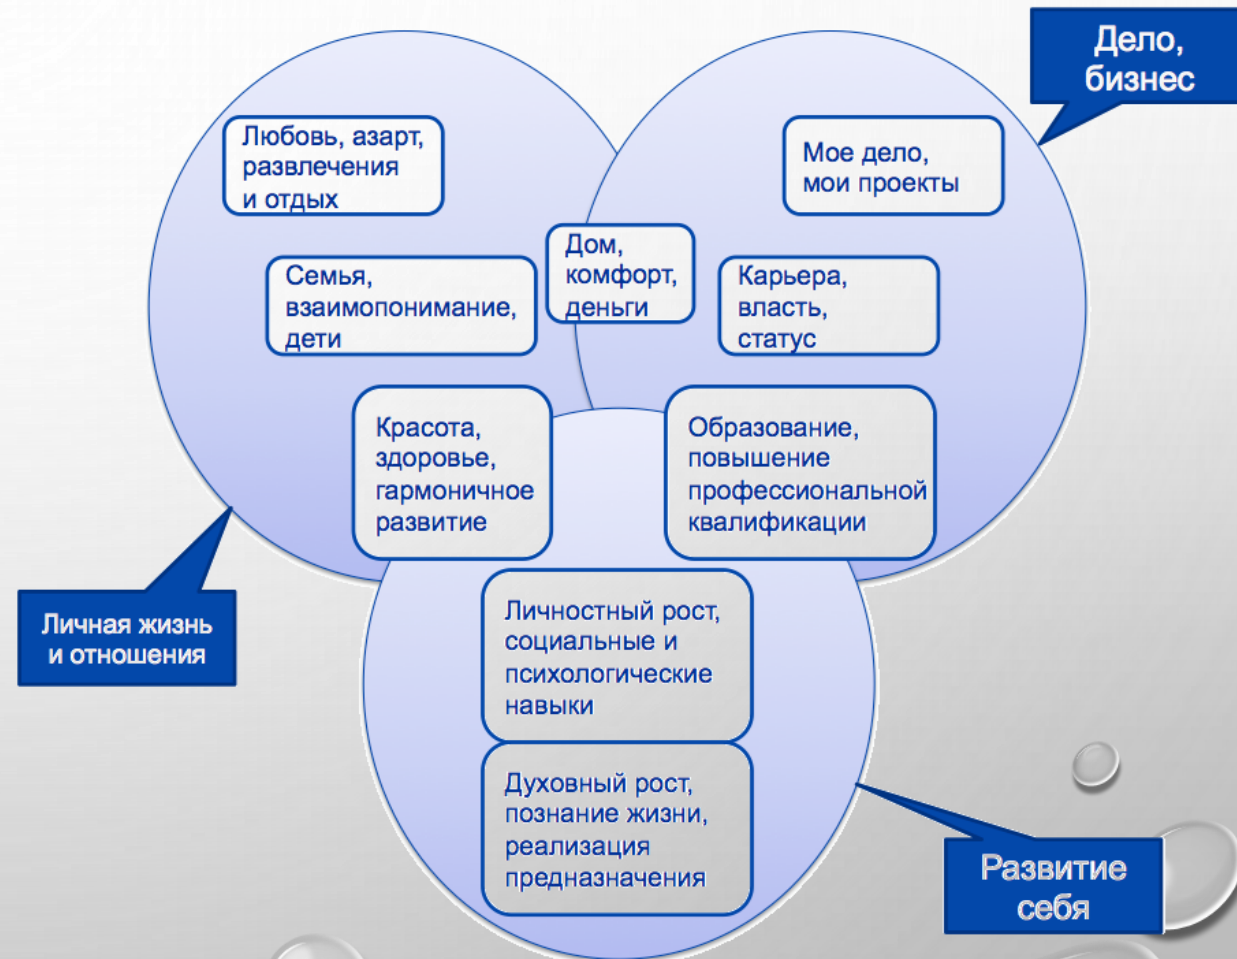 Дело,
бизнес
Любовь, азарт,
развлечения
и отдых
Мое дело,
мои проекты
Дом,
комфорт,
деньги
Семья,
взаимопонимание,
дети
Карьера,
власть,
статус
Красота,
здоровье,
гармоничное
развитие
Образование,
повышение
профессиональной
квалификации
Личная жизнь
и отношения
Личностный рост,
социальные и
психологические
навыки
Духовный рост,
познание жизни,
реализация
предназначения
Развитие
себя